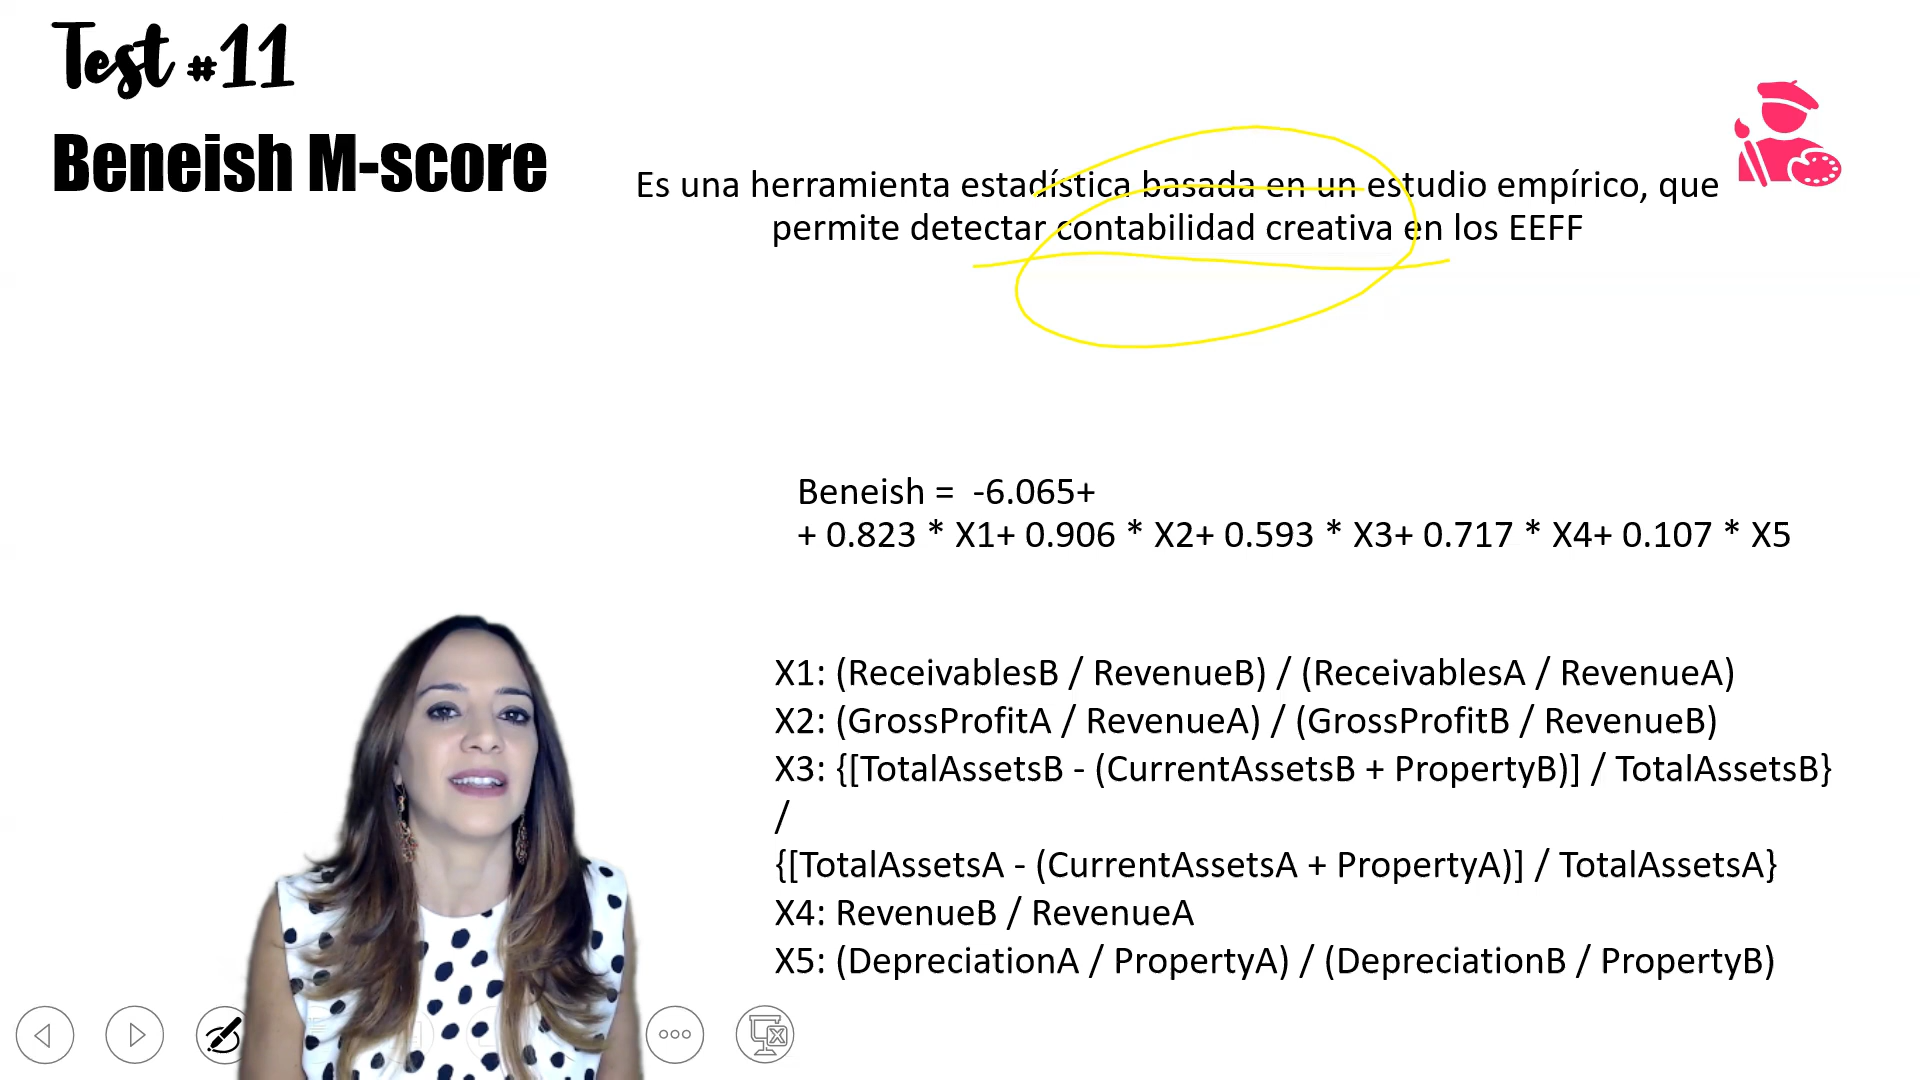 Test #11
Beneish M-score
Es una herramienta estadística basada en un estudio empírico, que
permite detectar contabilidad creativa en los EEFF
Beneish = -6.065+
+ 0.823 * X1+ 0.906 * X2+ 0.593 * X3+ 0.717 * X4+ 0.107 * X5
X1: (ReceivablesB / RevenueB) / (ReceivablesA / RevenueA)
X2: (GrossProfitA / RevenueA) / (GrossProfitB / RevenueB)
X3: {[TotalAssetsB - (CurrentAssetsB + PropertyB)] / TotalAssetsB}
/
{[TotalAssetsA - (CurrentAssetsA + PropertyA)] / TotalAssetsA}
X4: RevenueB / RevenueA
X5: (DepreciationA / PropertyA) / (DepreciationB / PropertyB)